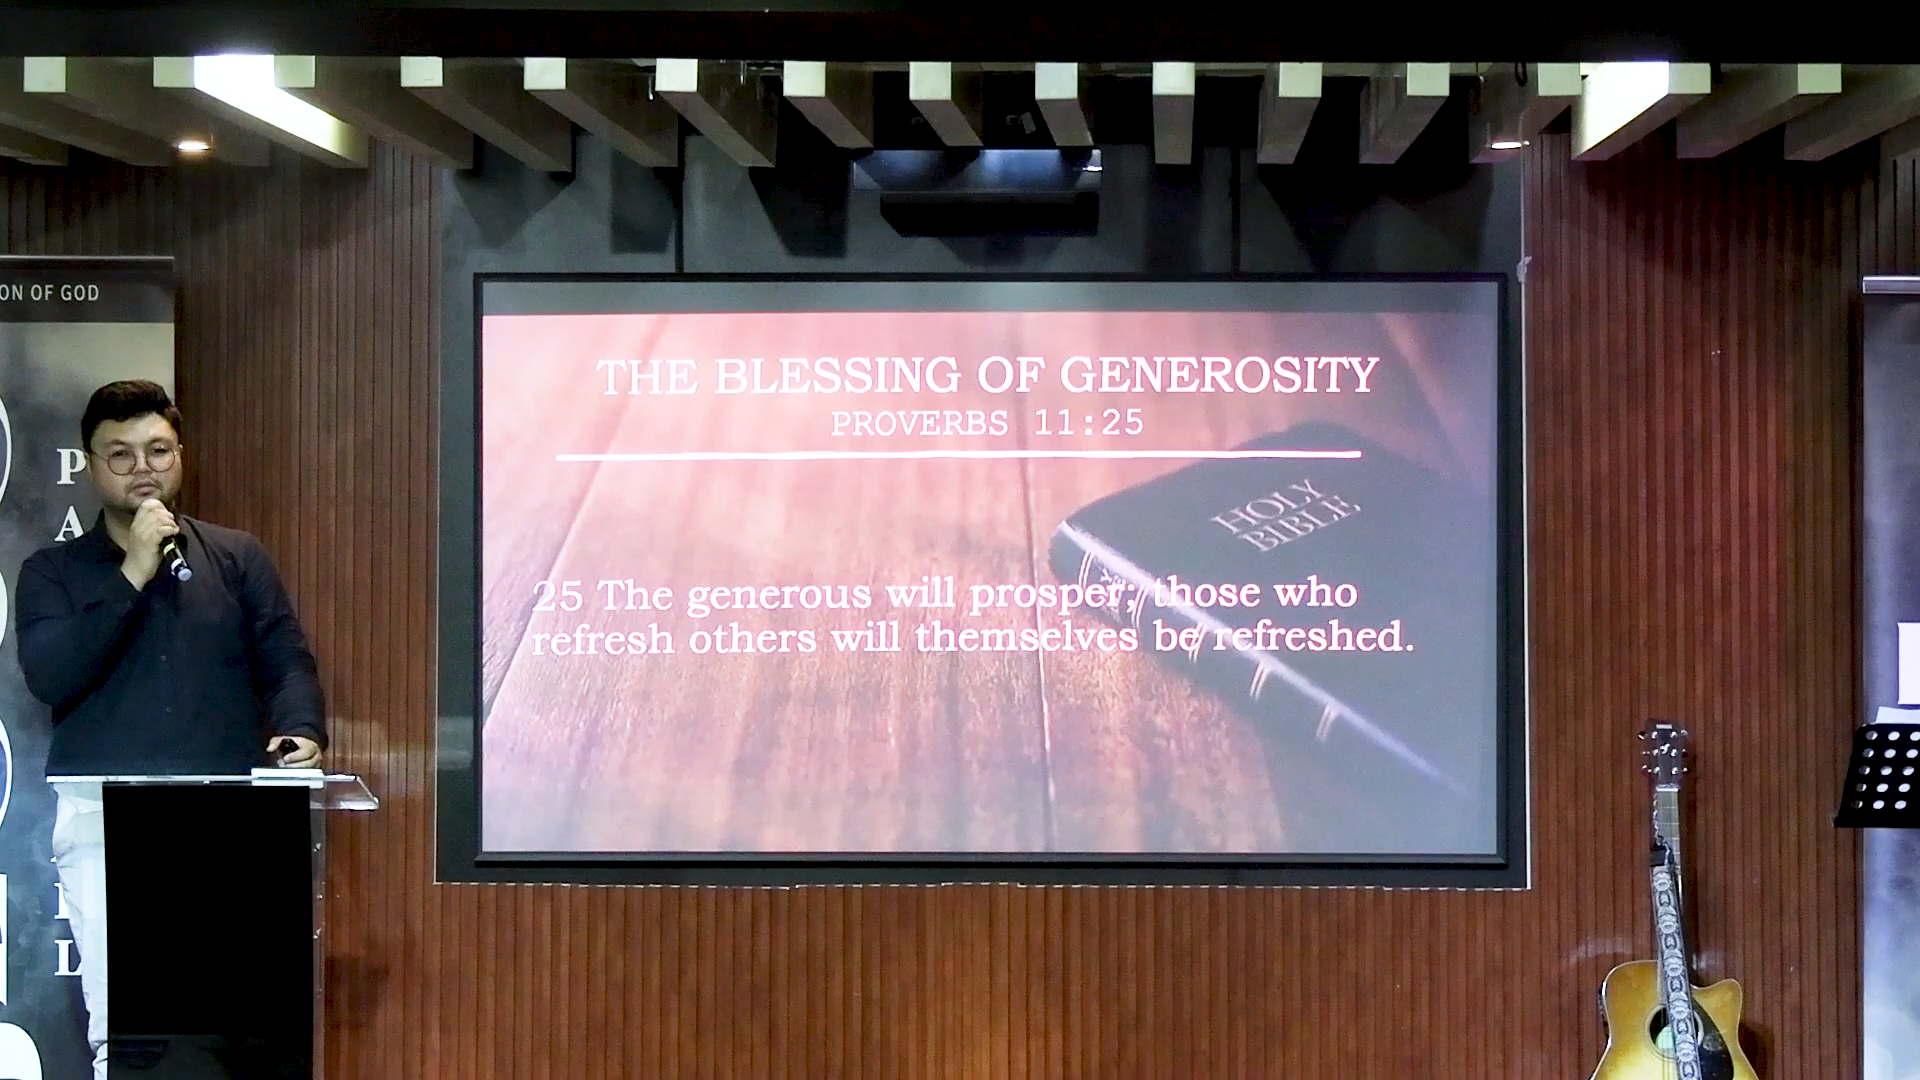 ON OF GOD
THE BLESSING OF GENEROSITY
PROVERBS 11:25
HOLY
BIBLE
25 The generous will prosper; those who
refresh others will themselves be refreshed.
P
A
L